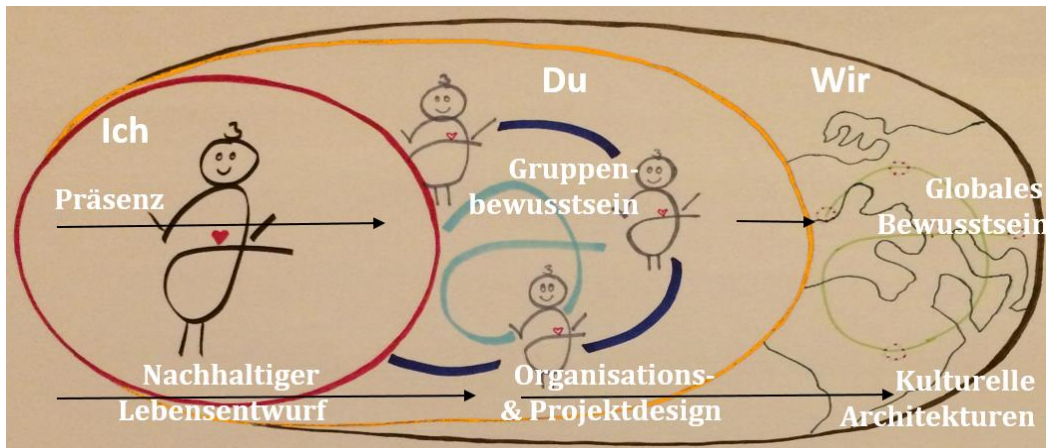 Ich
Du
Wir
Präsenz
Gruppen-
bewusstsein
Globales
Bewusstsein
Nachhaltiger
Lebensentwurf
Organisations-
& Projektdesign
Kulturelle
Architekturen